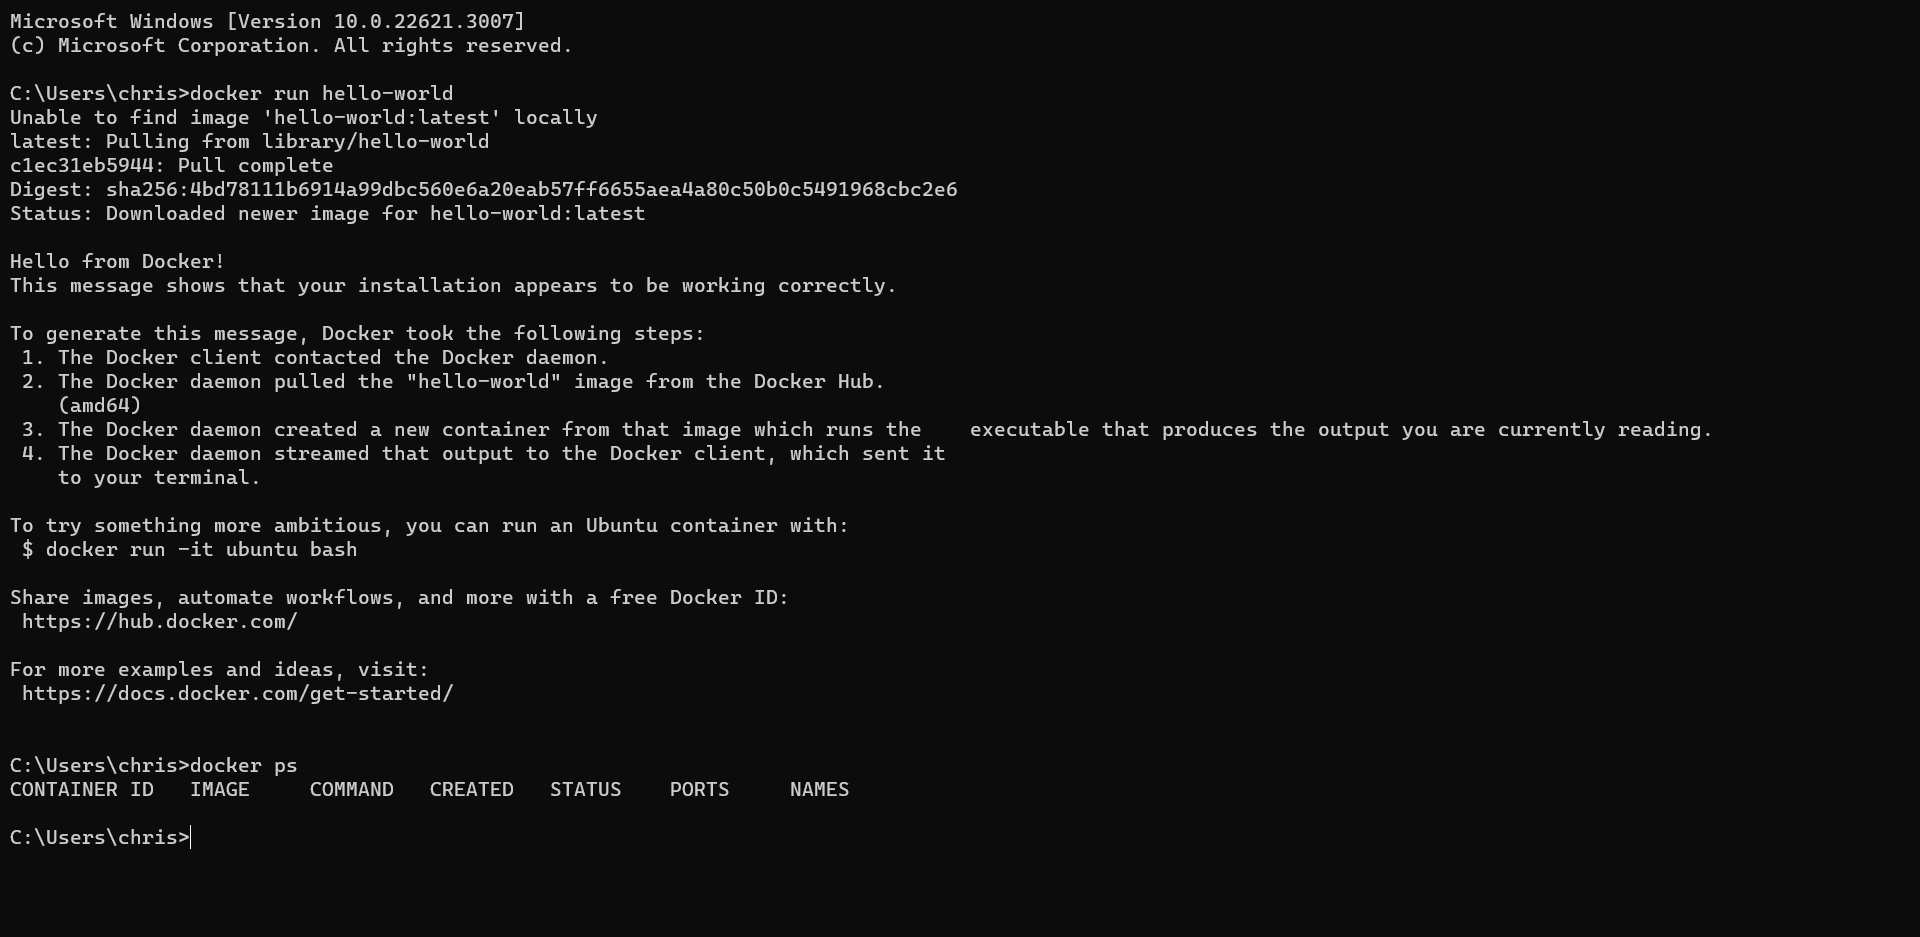 Microsoft Windows [Version 10.0.22621.3007]
(c) Microsoft Corporation. All rights reserved.
C:\Users\chris>docker run hello-world
Unable to find image 'hello-world:latest' locally
latest: Pulling from library/hello-world
c1ec31eb5944: Pull complete
Digest: sha256:4bd78111b6914a99dbc560e6a20eab57ff6655aea4a80c50b0c5491968cbc2e6
Status: Downloaded newer image for hello-world:latest
Hello from Docker!
This message shows that your installation appears to be working correctly.
To generate this message, Docker took the following steps:
1. The Docker client contacted the Docker daemon.
2. The Docker daemon pulled the "hello-world" image from the Docker Hub.
(amd64)
3. The Docker daemon created a new container from that image which runs the    executable that produces the output you are currently reading.
4. The Docker daemon streamed that output to the Docker client, which sent it
to your terminal.
To try something more ambitious, you can run an Ubuntu container with:
$ docker run -it ubuntu bash
Share images, automate workflows, and more with a free Docker ID:
https://hub.docker.com/
For more examples and ideas, visit:
https://docs.docker.com/get-started/
C:\Users\chris>docker ps
CONTAINER ID   IMAGE     COMMAND   CREATED   STATUS    PORTS     NAMES
C:\Users\chris>